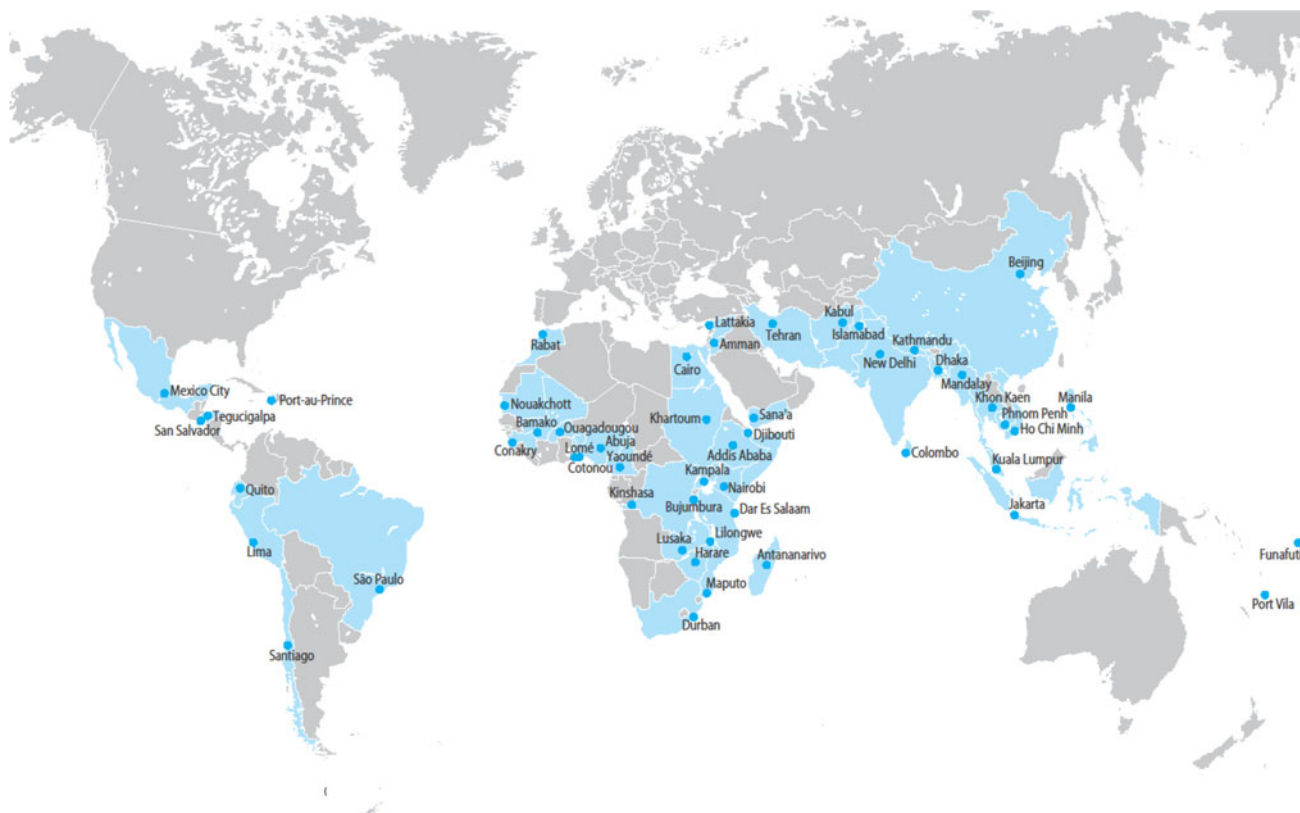 Beijing
Kabul
Lattakia
Tehran
Islamabad
Rabat
Amman
Kathmandu
Cairo
New Delhi
Dhaka
Mandalay
Mexico City
Port-au-Prince
Khon Kaen
Manila
Nouakchott
Tegucigalpa
Khartoum
Sana'a
Phnom Penh
San Salvador
Bamako
Ouagadougou
Djibouti
Ho Chi Minh
Conakry
Lomé
Abuja
Yaoundé
Addis Ababa
Colombo
Cotonou
Kampala
Kuala Lumpur
Quito
Kinshasa
Nairobi
Bujumbura
Dar Es Salaam
Jakarta
Lima
Lusaka
Lilongwe
Harare
Antananarivo
Funafuti
São Paulo
Maputo
Port Vila
Durban
Santiago
(